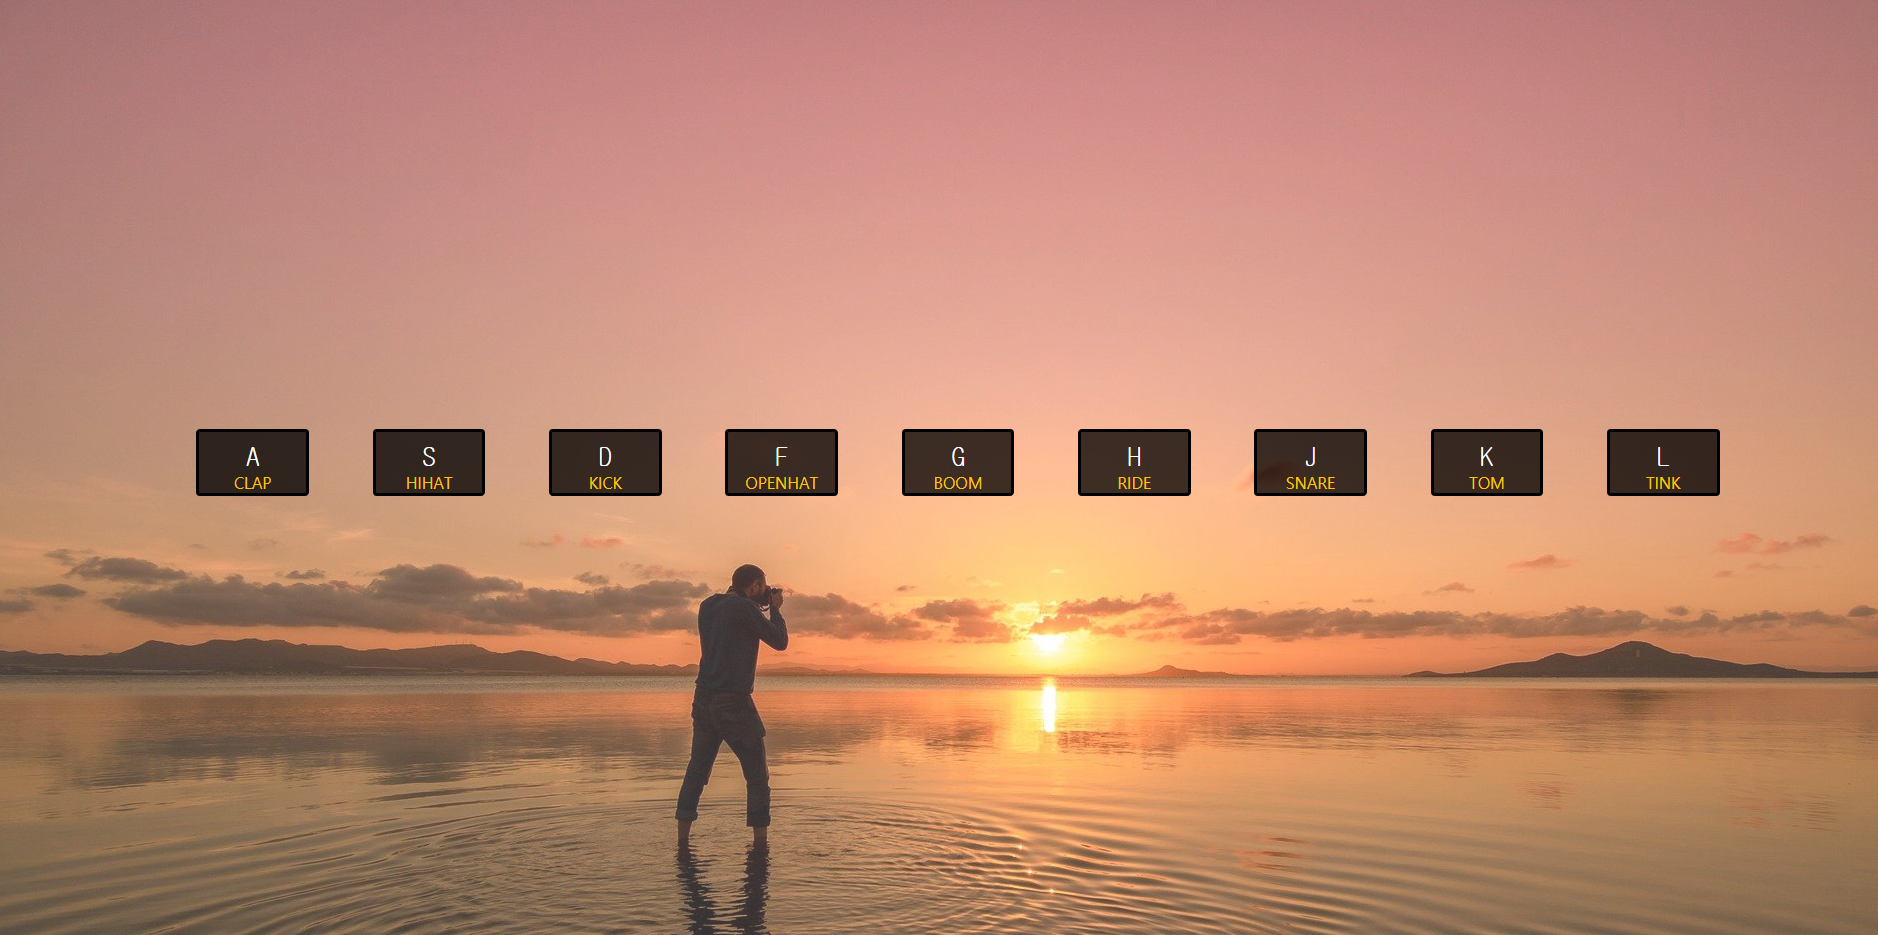 A S D F G H J K L
CLAP HIHAT KICK OPENHAT BOOM RIDE SNARE TOM TINK